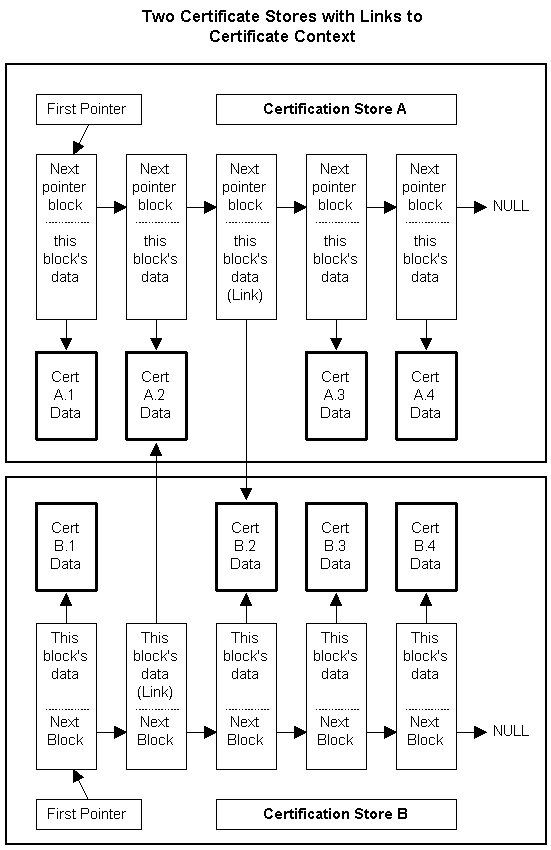 Two Certificate Stores with Links to
Certificate Context
First Pointer
Certification Store A
Next
pointer
block
this
block's
data
Next
pointer
block
this
block's
data
Next
pointer
block
this
block's
data
(Link)
Next
pointer
block
this
block's
data
Next
pointer
block
this
block's
data
NULL
Cert
A.1
Data
Cert
A.2
Data
Cert
A.3
Data
Cert
A.4
Data
Cert
B.1
Data
Cert
B.2
Data
Cert
B.3
Data
Cert
B.4
Data
This
block's
data
Next
Block
This
block's
data
(Link)
Next
Block
This
block's
data
Next
Block
This
block's
data
Next
Block
This
block's
data
Next
Block
NULL
First Pointer
Certification Store B